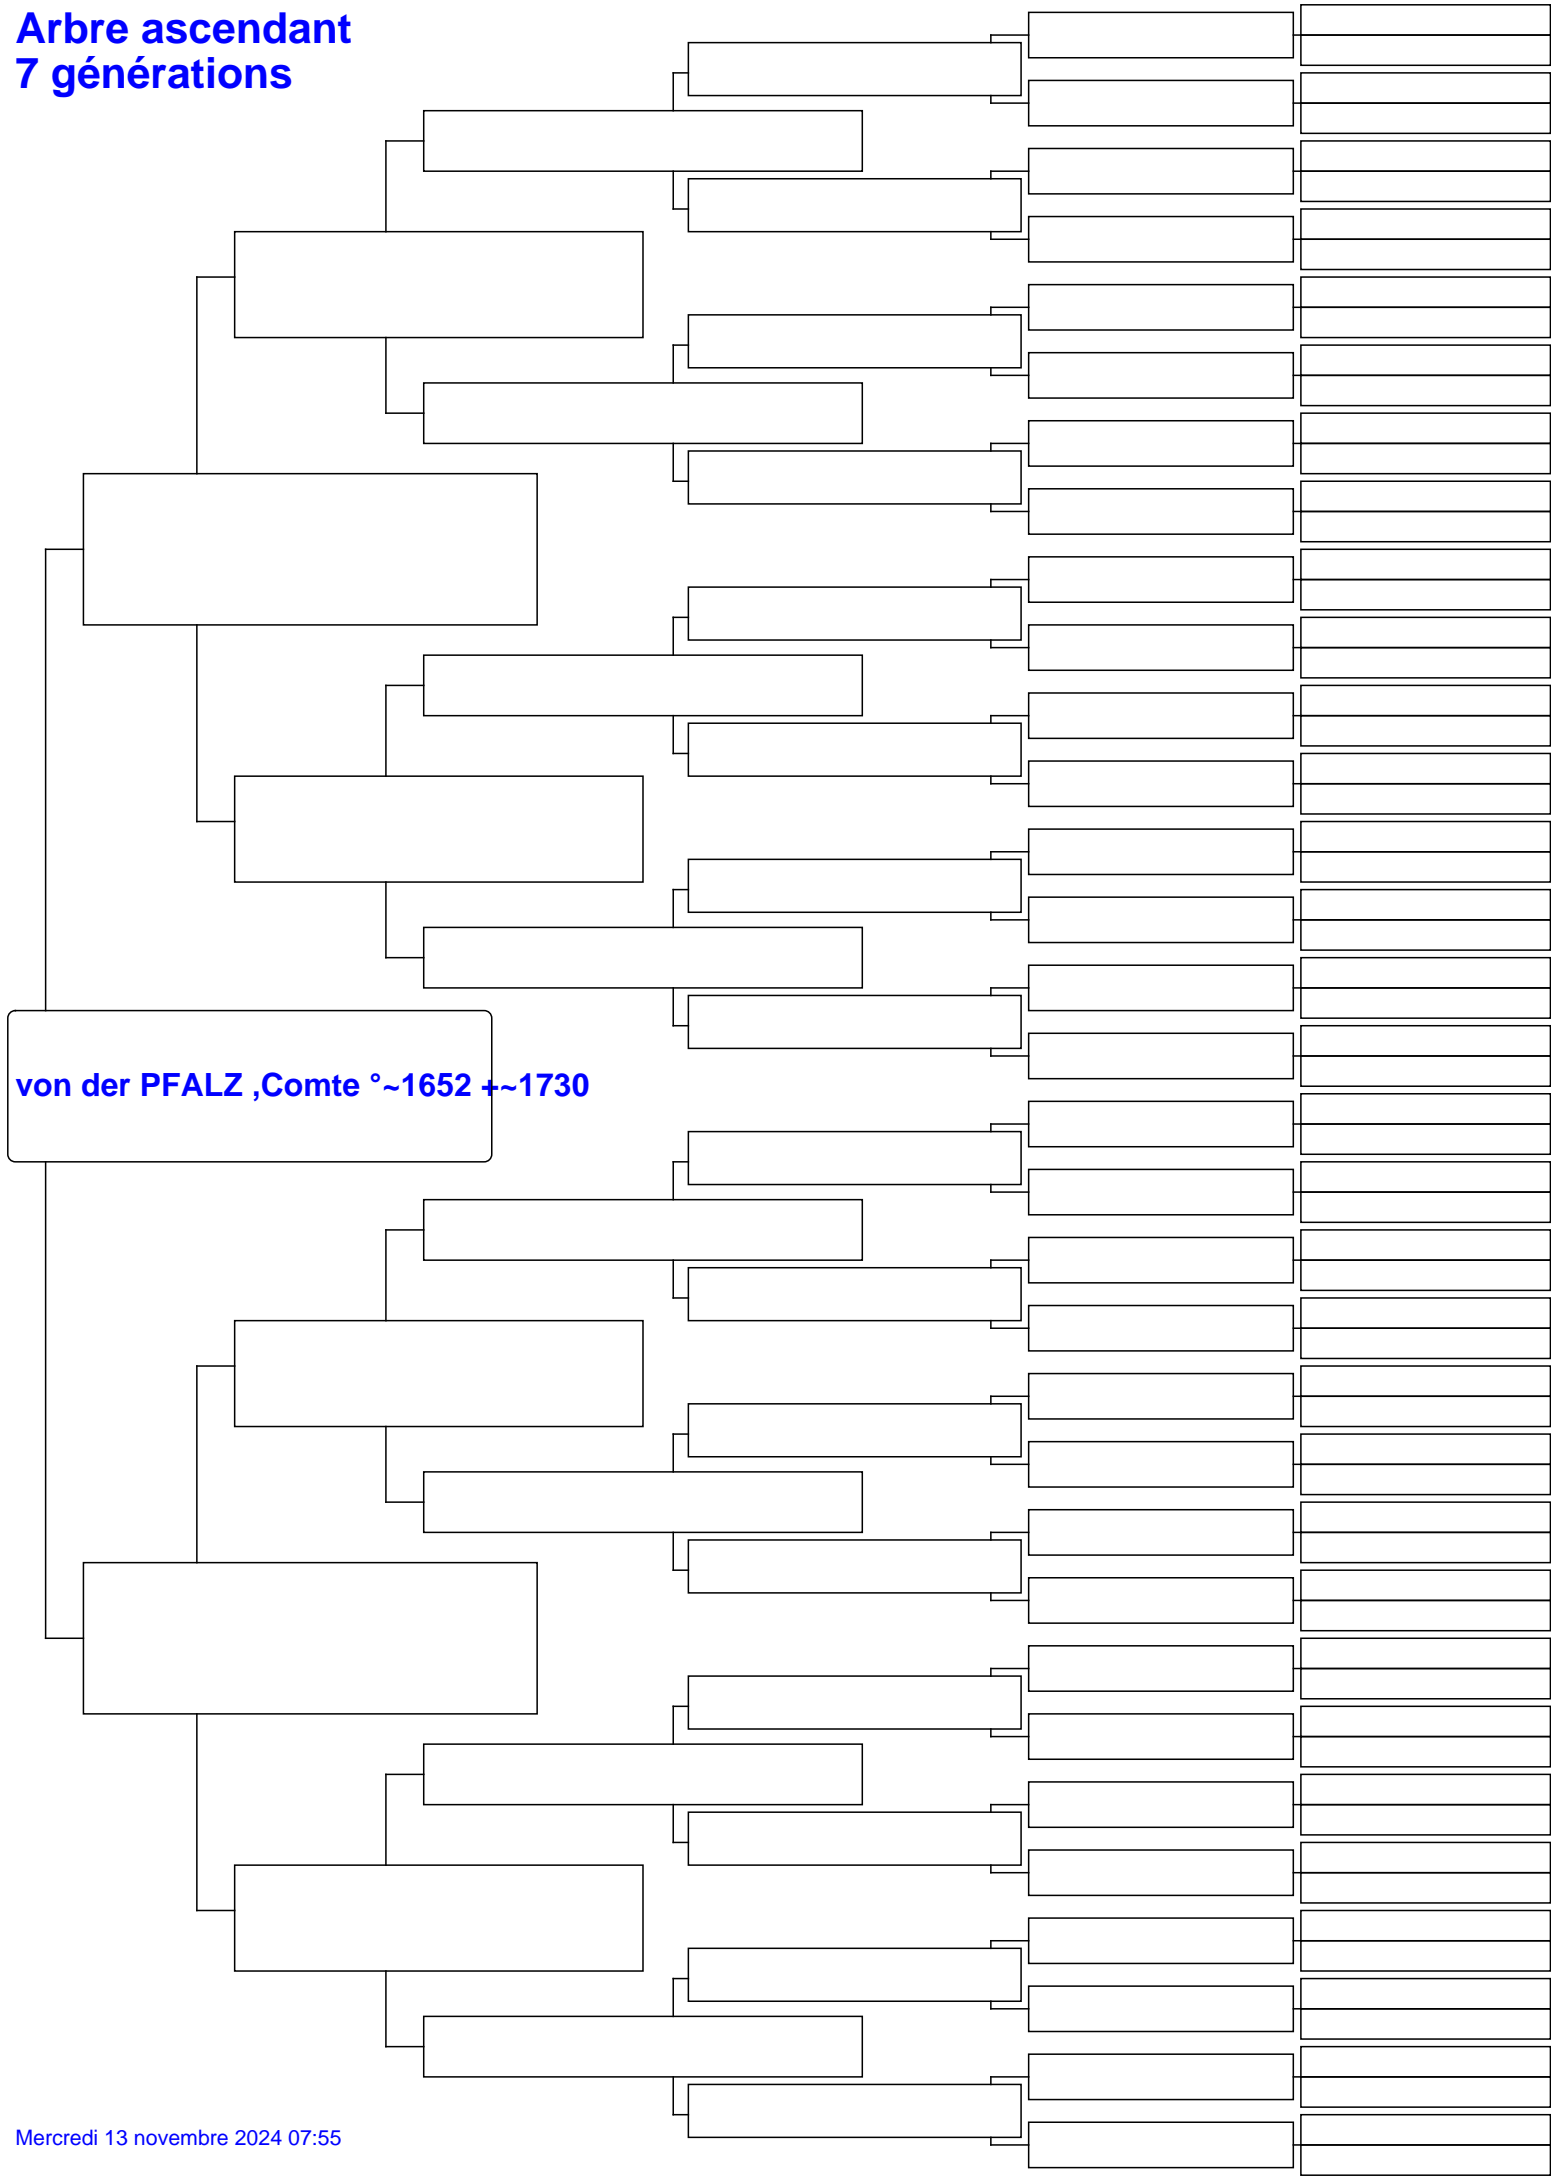 Arbre ascendant
7 générations
von der PFALZ ,Comte °~1652 +~1730
Mercredi 13 novembre 2024 07:55